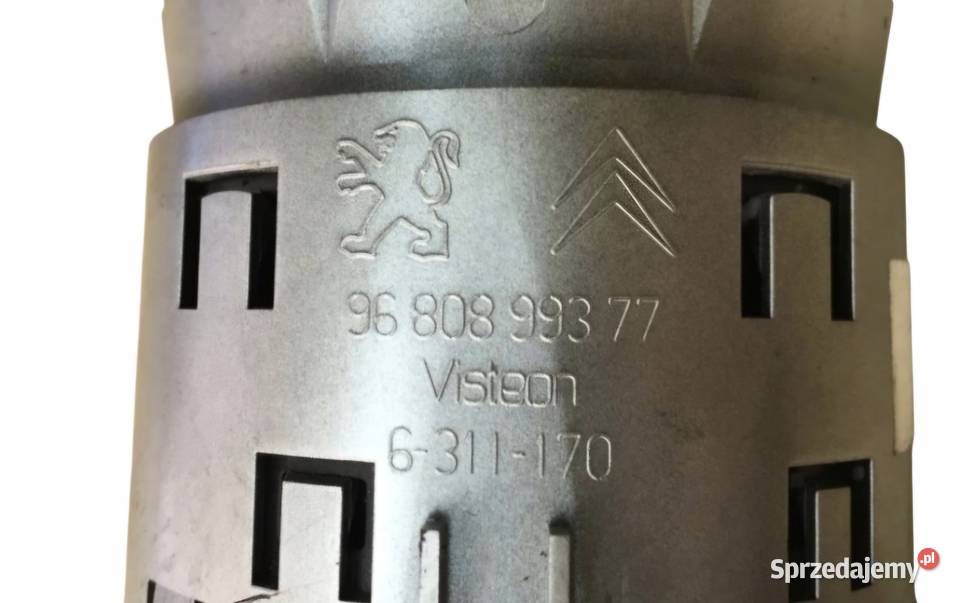 96 808 993 77
Visteon
6-311-170
Sprzedajemy.pl